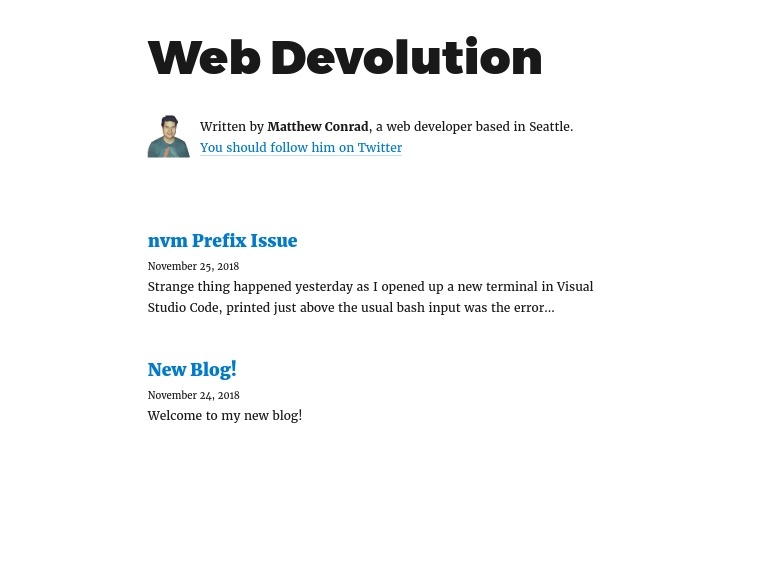 Web Devolution
Written by Matthew Conrad, a web developer based in Seattle.
You should follow him on Twitter
nvm Prefix Issue
November 25, 2018
Strange thing happened yesterday as I opened up a new terminal in Visual
Studio Code, printed just above the usual bash input was the error...
New Blog!
November 24, 2018
Welcome to my new blog!